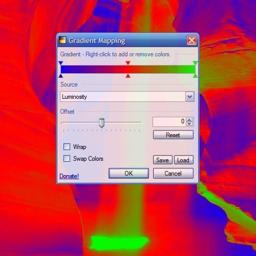 Gradient Mapping
Gradient - Right-click to add or remove colors.
Source
Luminosity
Offset
0
Reset
Wrap
Swap Colors
Save Load
Donate! OK Cancel